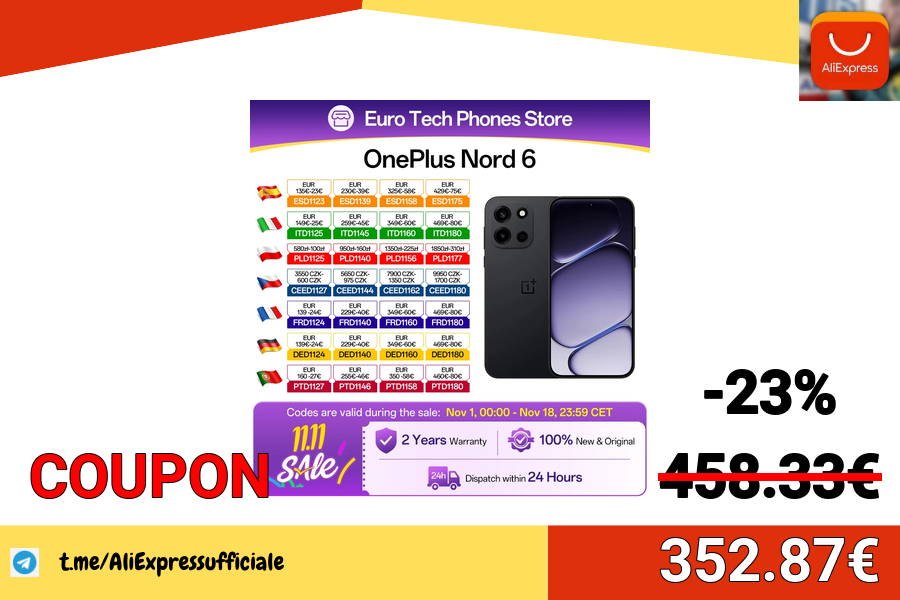 AliExpress
Euro Tech Phones Store
OnePlus Nord 6
EUR 135€-23€ EUR 230€-39€ EUR 325€-58€ EUR 429€-75€
ESD1123 ESD1139 ESD1158 ESD1175
EUR 149€-25€ EUR 259€-45€ EUR 349€-60€ EUR 469€-80€
ITD1125 ITD1145 ITD1160 ITD1180
580zł-100zł 950zł-160zł 1350zł-225zł 1850zł-310zł
PLD1125 PLD1140 PLD1156 PLD1177
3550 CZK-600 CZK 5650 CZK-975 CZK 7900 CZK-1350 CZK 9950 CZK-1700 CZK
CEED1127 CEED1144 CEED1162 CEED1180
EUR 139 -24€ EUR 229€-40€ EUR 349€-60€ EUR 469€-80€
FRD1124 FRD1140 FRD1160 FRD1180
EUR 139€-24€ EUR 229€-40€ EUR 349€-60€ EUR 469€-80€
DED1124 DED1140 DED1160 DED1180
EUR 160 -27€ EUR 255€-46€ EUR 350 -58€ EUR 460€-80€
PTD1127 PTD1146 PTD1158 PTD1180
Codes are valid during the sale: Nov 1, 00:00 - Nov 18, 23:59 CET
11.11
SALE
2 Years Warranty
100% New & Original
24h
Dispatch within 24 Hours
-23%
COUPON
458.33€
t.me/AliExpressufficiale
352.87€